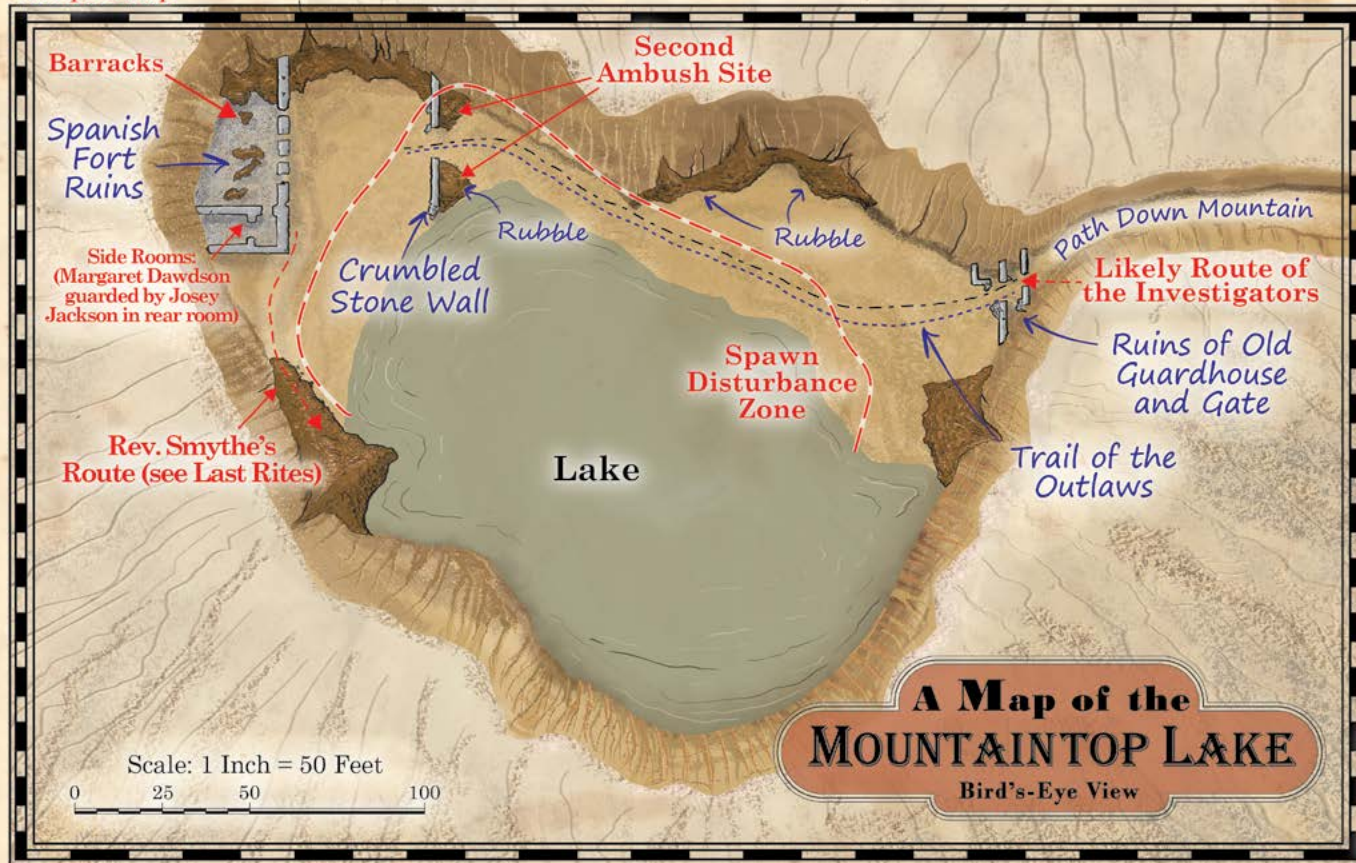 Barracks
Spanish
Fort
Ruins
Side Rooms:
(Margaret Dawdson
guarded by Josey
Jackson in rear room)
Rev. Smythe's
Route (see Last Rites)
Second
Ambush Site
Crumbled
Stone Wall
Rubble
Rubble
Path Down Mountain
Likely Route of
the Investigators
Ruins of Old
Guardhouse
and Gate
Spawn
Disturbance
Zone
Trail of the
Outlaws
Lake
Scale: 1 Inch = 50 Feet
0 25 50 100
A Map of the
Mountaintop Lake
Bird's-Eye View